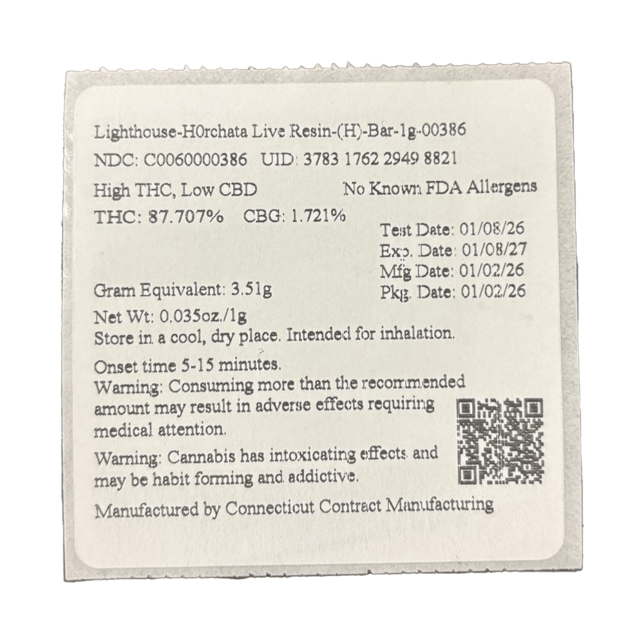 Lighthouse-H0rchata Live Resin-(H)-Bar-1g-00386
NDC: C0060000386 UID: 3783 1762 2949 8821
High THC, Low CBD No Known FDA Allergens
THC: 87.707% CBG: 1.721%
Test Date: 01/08/26
Exp. Date: 01/08/27
Mfg Date: 01/02/26
Gram Equivalent: 3.51g Pkg. Date: 01/02/26
Net Wt: 0.035oz./1g
Store in a cool, dry place. Intended for inhalation.
Onset time 5-15 minutes.
Warning: Consuming more than the recommended
amount may result in adverse effects requiring
medical attention.
Warning: Cannabis has intoxicating effects and
may be habit forming and addictive.
Manufactured by Connecticut Contract Manufacturing